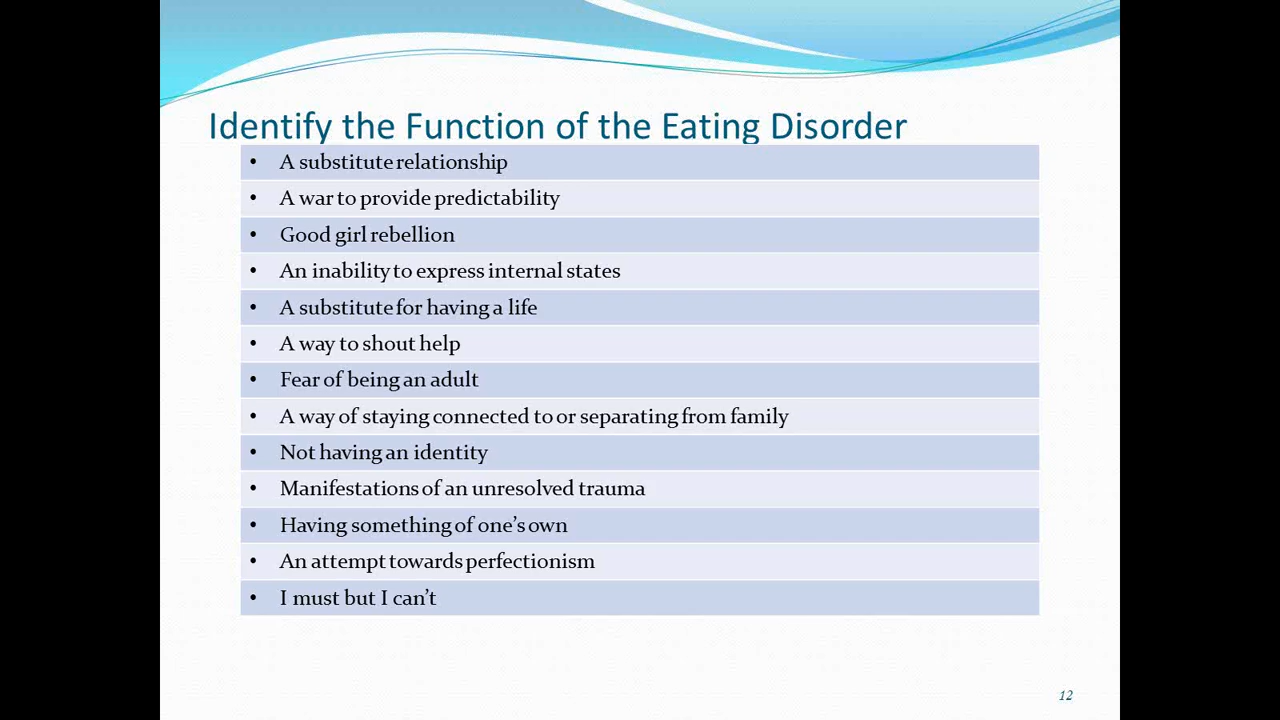 Identify the Function of the Eating Disorder
• A substitute relationship
• A war to provide predictability
• Good girl rebellion
• An inability to express internal states
• A substitute for having a life
• A way to shout help
• Fear of being an adult
• A way of staying connected to or separating from family
• Not having an identity
• Manifestations of an unresolved trauma
• Having something of one’s own
• An attempt towards perfectionism
• I must but I can’t
12